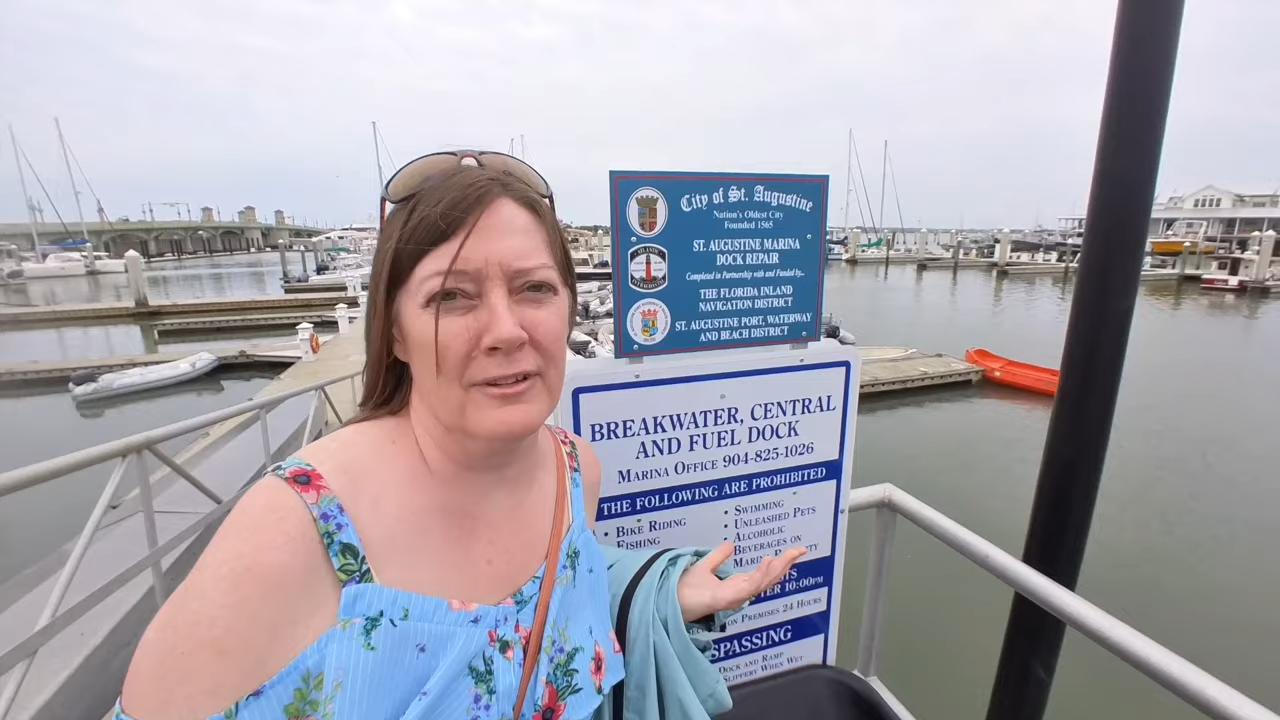 City of St. Augustine
Nation's Oldest City
Founded 1565
ST. AUGUSTINE MARINA
DOCK REPAIR
Completed in Partnership with and Funded by...
THE FLORIDA INLAND
NAVIGATION DISTRICT
ST. AUGUSTINE PORT, WATERWAY
AND BEACH DISTRICT
BREAKWATER, CENTRAL
AND FUEL DOCK
MARINA OFFICE 904-825-1026
THE FOLLOWING ARE PROHIBITED
• BIKE RIDING
FISHING
• SWIMMING
• UNLEASHED PETS
• ALCOHOLIC
BEVERAGES ON
10:00PM
ON PREMISES 24 HOURS
DOCK AND RAMP
SLIPPERY WHEN WET